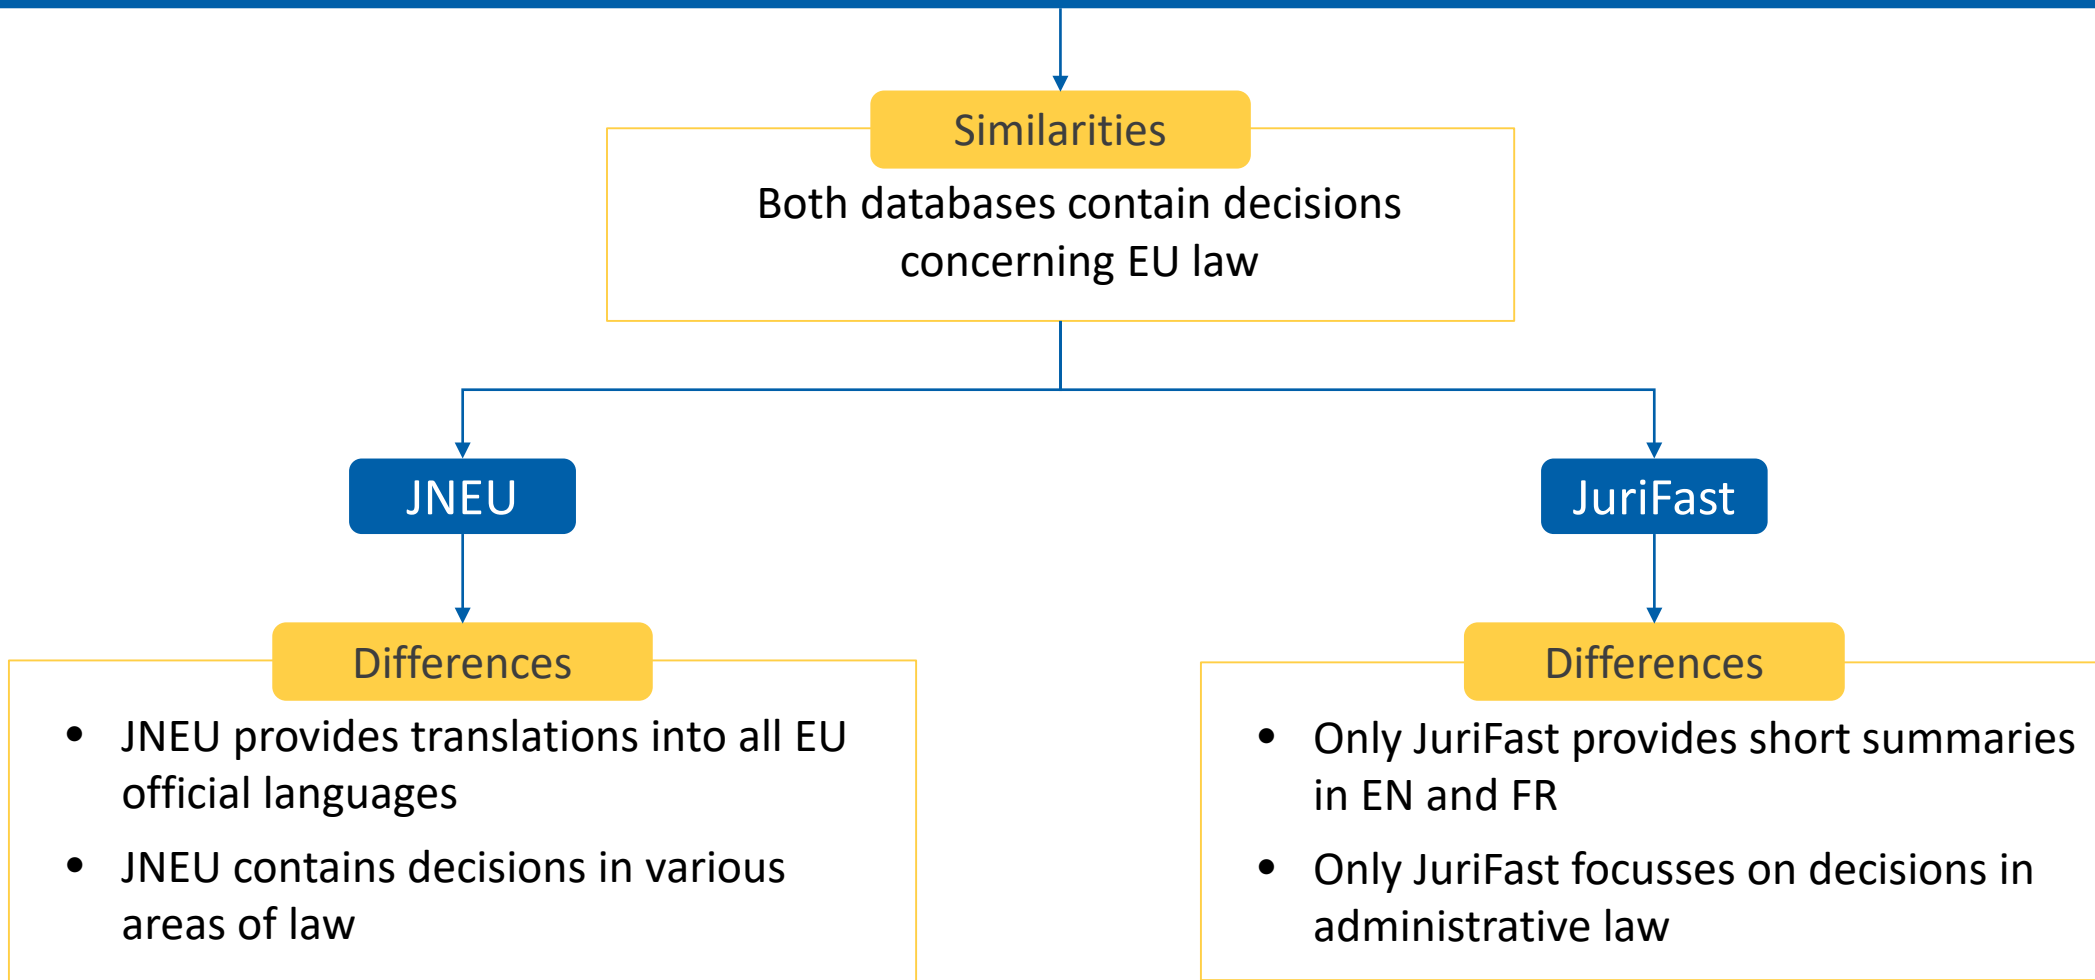 Similarities
Both databases contain decisions
concerning EU law
JNEU
JuriFast
Differences
• JNEU provides translations into all EU
official languages
• JNEU contains decisions in various
areas of law
Differences
• Only JuriFast provides short summaries
in EN and FR
• Only JuriFast focusses on decisions in
administrative law